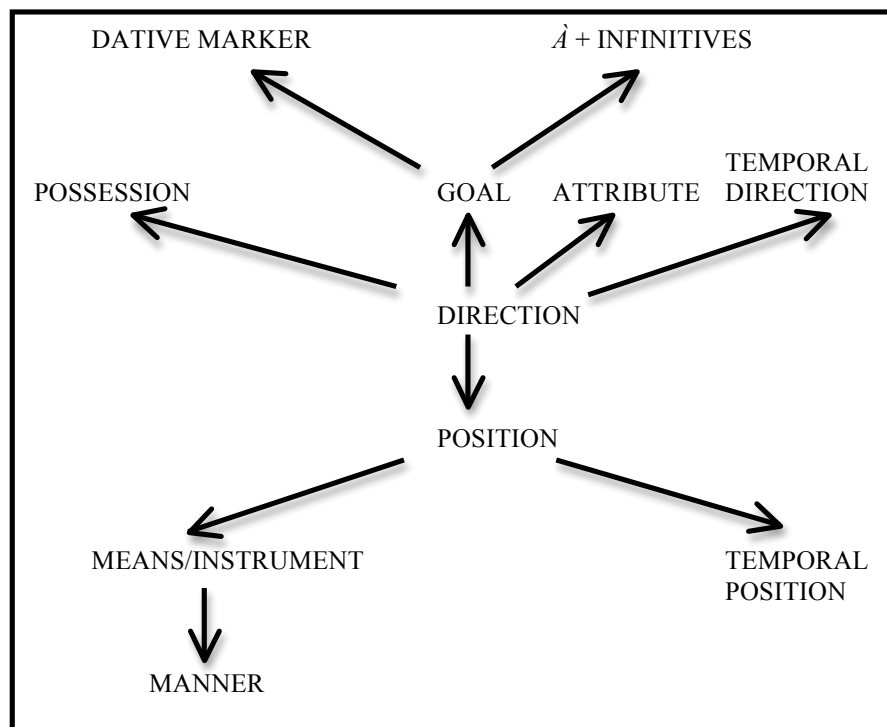 DATIVE MARKER
À + INFINITIVES
POSSESSION
GOAL
ATTRIBUTE
TEMPORAL
DIRECTION
DIRECTION
POSITION
MEANS/INSTRUMENT
TEMPORAL
POSITION
MANNER